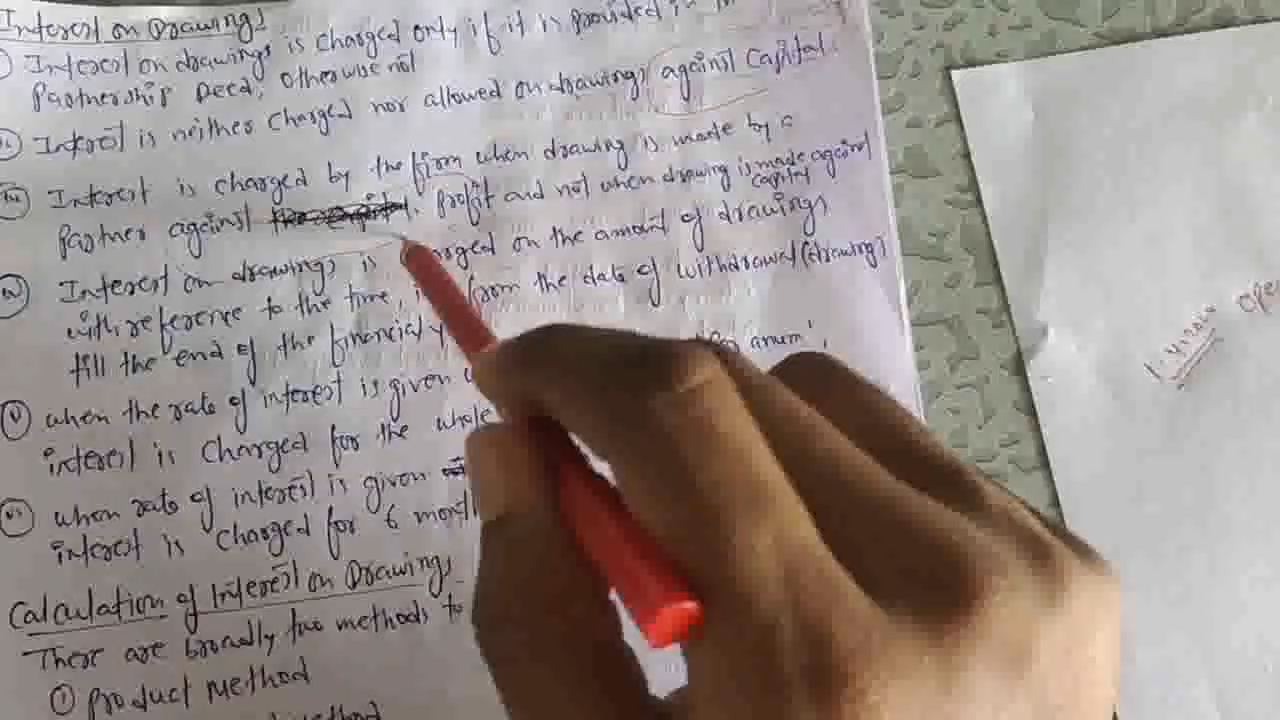 Interest on Drawings
Interest on drawings is charged only if it is provided in
Partnership Deed, otherwise not
Interest is neither charged nor allowed on drawings against Capital.
Interest is charged by the firm when drawing is made by a
Partner against profit and not when drawing is made against
capital
Interest on drawings is charged on the amount of drawings
with reference to the time, from the date of withdrawal (drawing)
till the end of the financial
when the rate of interest is given anum',
interest is charged for the whole
when rate of interest is given
interest is charged for 6
Calculation of Interest on Drawings
There are broadly two methods to
① Product Method
method